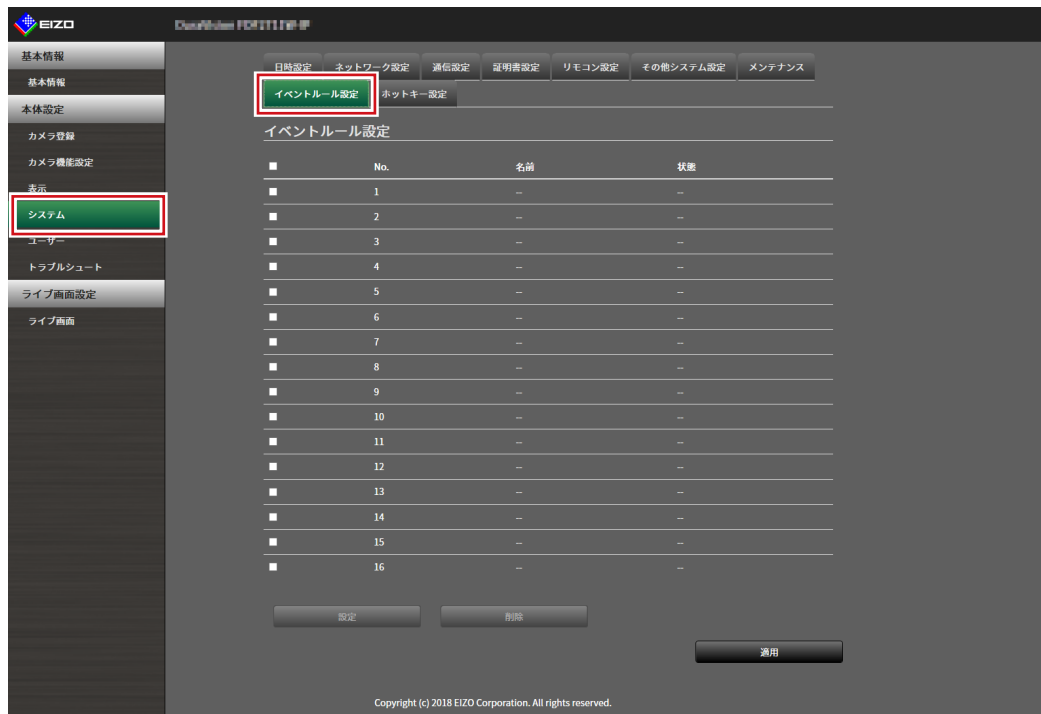 EIZO
基本情報
基本情報
本体設定
カメラ登録
カメラ機能設定
表示
システム
ユーザー
トラブルシュート
ライブ画面設定
ライブ画面
日時設定 ネットワーク設定 通信設定 証明書設定 リモコン設定 その他システム設定 メンテナンス
イベントルール設定 ホットキー設定
イベントルール設定
No. 名前 状態
1 -- --
2 -- --
3 -- --
4 -- --
5 -- --
6 -- --
7 -- --
8 -- --
9 -- --
10 -- --
11 -- --
12 -- --
13 -- --
14 -- --
15 -- --
16 -- --
設定 削除
適用
Copyright (c) 2018 EIZO Corporation. All rights reserved.